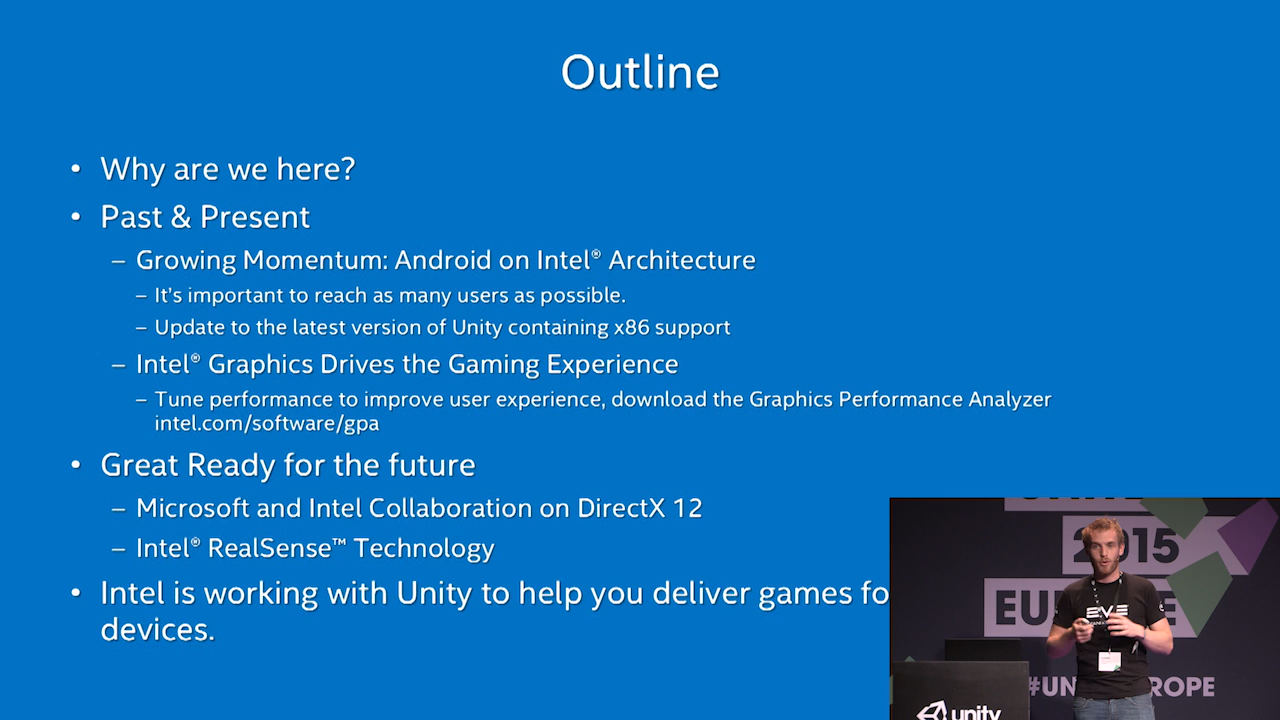 Outline
• Why are we here?
• Past & Present
– Growing Momentum: Android on Intel® Architecture
– It's important to reach as many users as possible.
– Update to the latest version of Unity containing x86 support
– Intel® Graphics Drives the Gaming Experience
– Tune performance to improve user experience, download the Graphics Performance Analyzer
intel.com/software/gpa
• Great Ready for the future
– Microsoft and Intel Collaboration on DirectX 12
– Intel® RealSense™ Technology
• Intel is working with Unity to help you deliver games fo
devices.
2015
EVE
unity